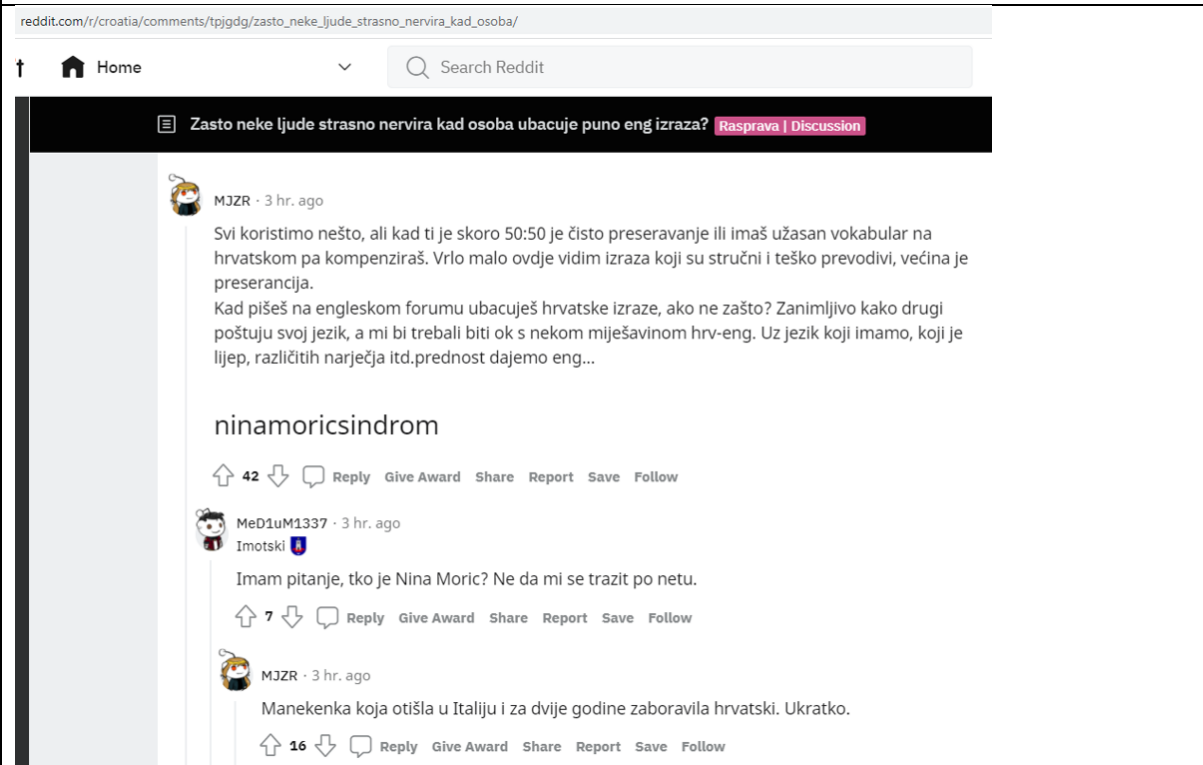 reddit.com/r/croatia/comments/tpjgdg/zasto_neke_ljude_strasno_nervira_kad_osoba/
t Home Search Reddit
Zasto neke ljude strasno nervira kad osoba ubacuje puno eng izraza? Rasprava | Discussion
MJZR · 3 hr. ago
Svi koristimo nešto, ali kad ti je skoro 50:50 je čisto preseravanje ili imaš užasan vokabular na
hrvatskom pa kompenziraš. Vrlo malo ovdje vidim izraza koji su stručni i teško prevodivi, većina je
preserancija.
Kad pišeš na engleskom forumu ubacuješ hrvatske izraze, ako ne zašto? Zanimljivo kako drugi
poštuju svoj jezik, a mi bi trebali biti ok s nekom miješavinom hrv-eng. Uz jezik koji imamo, koji je
lijep, različitih narječja itd.prednost dajemo eng...
ninamoricsindrom
42 Reply Give Award Share Report Save Follow
MeD1uM1337 · 3 hr. ago
Imotski
Imam pitanje, tko je Nina Moric? Ne da mi se trazit po netu.
7 Reply Give Award Share Report Save Follow
MJZR · 3 hr. ago
Manekenka koja otišla u Italiju i za dvije godine zaboravila hrvatski. Ukratko.
16 Reply Give Award Share Report Save Follow